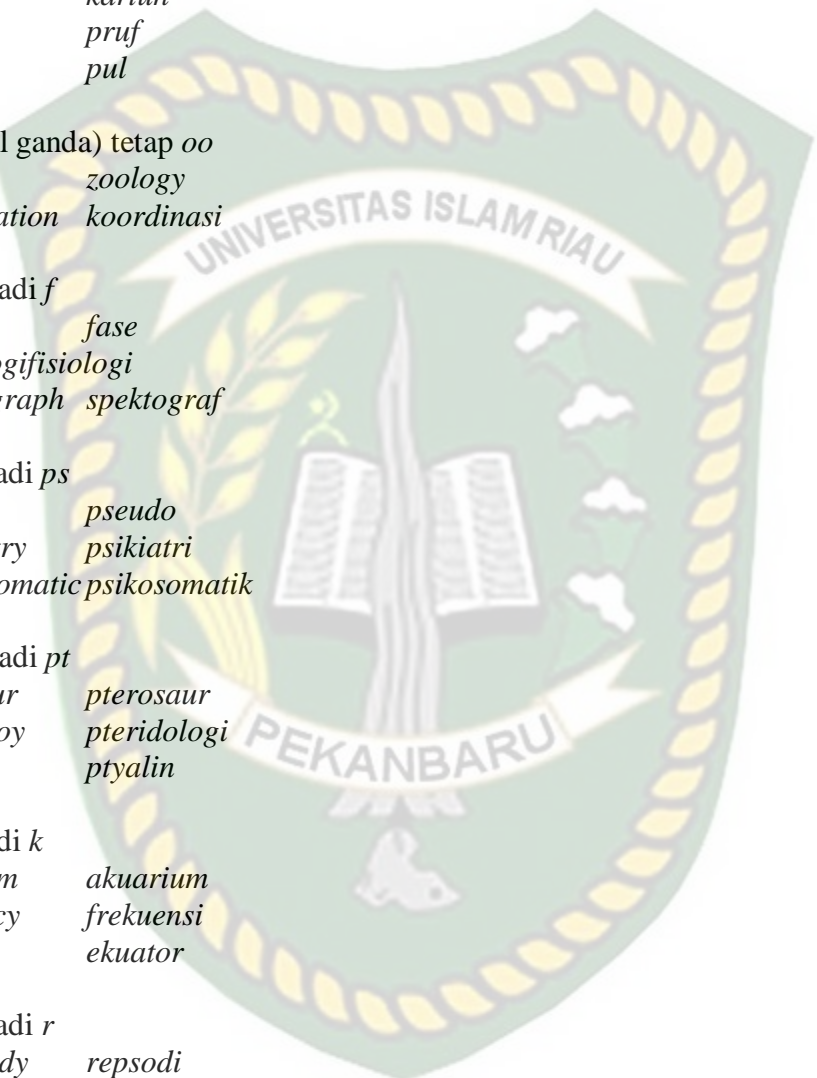 kartun
pruf
pul
l ganda) tetap oo
zoology
ation koordinasi
adi f
fase
ogifisiologi
graph spektograf
adi ps
pseudo
ry psikiatri
omatic psikosomatik
adi pt
ur pterosaur
oy pteridologi
ptyalin
di k
m akuarium
cy frekuensi
ekuator
adi r
dy repsodi
UNIVERSITAS ISLAM RIAU
PEKANBARU